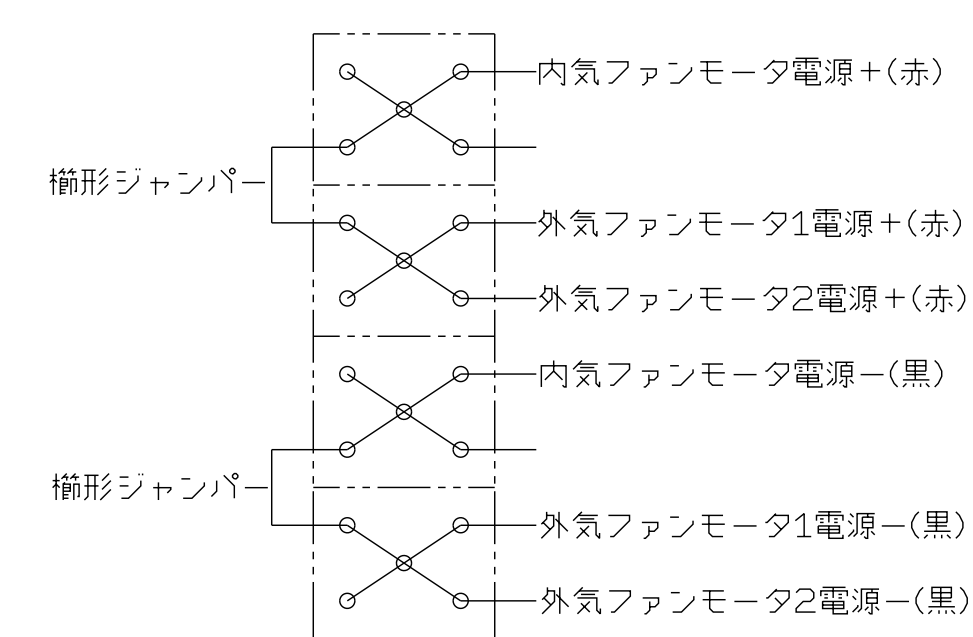 内気ファンモータ電源+(赤)
櫛形ジャンパー
外気ファンモータ1電源+(赤)
外気ファンモータ2電源+(赤)
内気ファンモータ電源-(黒)
櫛形ジャンパー
外気ファンモータ1電源-(黒)
外気ファンモータ2電源-(黒)